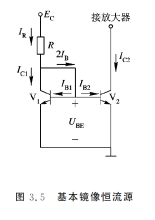 E_C
接放大器
I_R
R
2I_B
I_C1
I_C2
I_B1
I_B2
V_1
V_2
+
U_BE
−
图 3.5 基本镜像恒流源